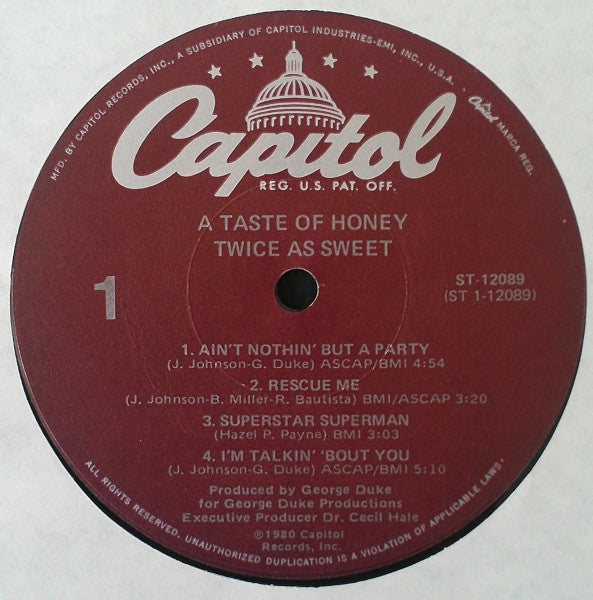 MFD. BY CAPITOL RECORDS, INC., A SUBSIDIARY OF CAPITOL INDUSTRIES-EMI, INC., U.S.A. · Capitol MARCA REG.
Capitol
REG. U.S. PAT. OFF.
A TASTE OF HONEY
TWICE AS SWEET
1
ST-12089
(ST 1-12089)
1. AIN'T NOTHIN' BUT A PARTY
(J. Johnson-G. Duke) ASCAP/BMI 4:54
2. RESCUE ME
(J. Johnson-B. Miller-R. Bautista) BMI/ASCAP 3:20
3. SUPERSTAR SUPERMAN
(Hazel P. Payne) BMI 3:03
4. I'M TALKIN' 'BOUT YOU
(J. Johnson-G. Duke) ASCAP/BMI 5:10
Produced by George Duke
for George Duke Productions
Executive Producer Dr. Cecil Hale
℗1980 Capitol
Records, Inc.
ALL RIGHTS RESERVED. UNAUTHORIZED DUPLICATION IS A VIOLATION OF APPLICABLE LAWS.